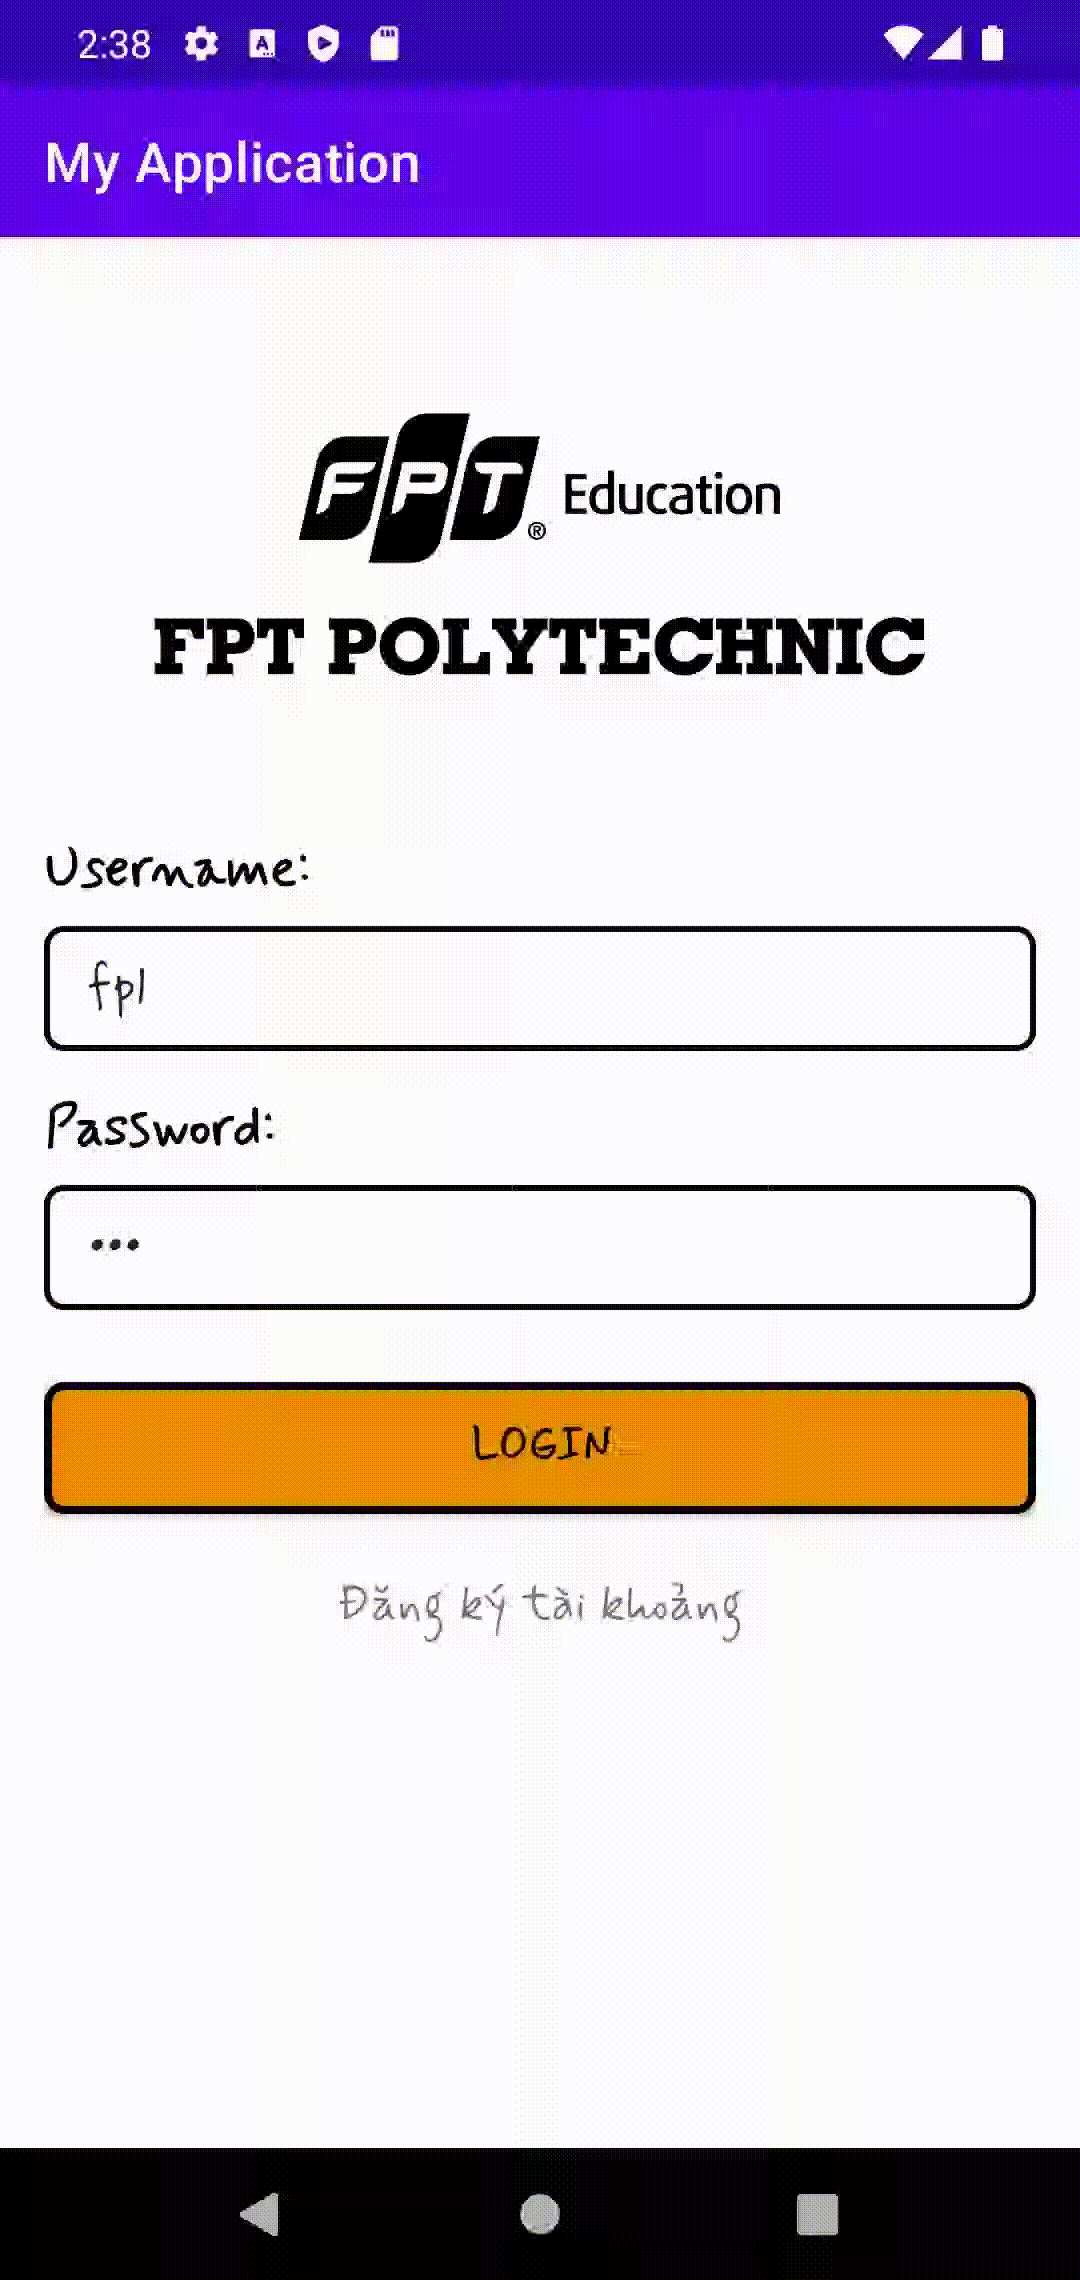 2:38
My Application
FPT® Education
FPT POLYTECHNIC
Username:
fpl
Password:
•••
LOGIN
Đăng ký tài khoảng